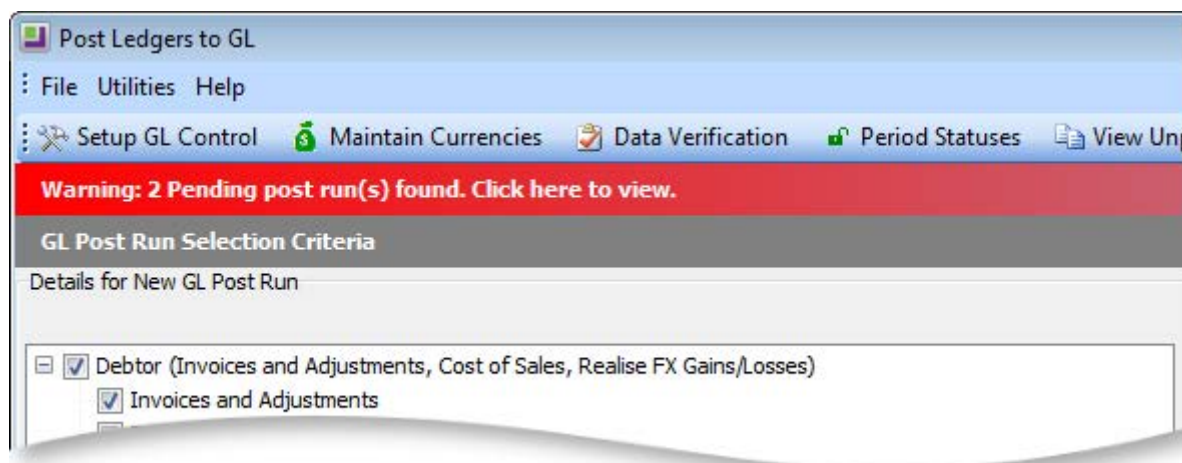 Post Ledgers to GL
File Utilities Help
Setup GL Control Maintain Currencies Data Verification Period Statuses View
Warning: 2 Pending post run(s) found. Click here to view.
GL Post Run Selection Criteria
Details for New GL Post Run
Debtor (Invoices and Adjustments, Cost of Sales, Realise FX Gains/Losses)
Invoices and Adjustments